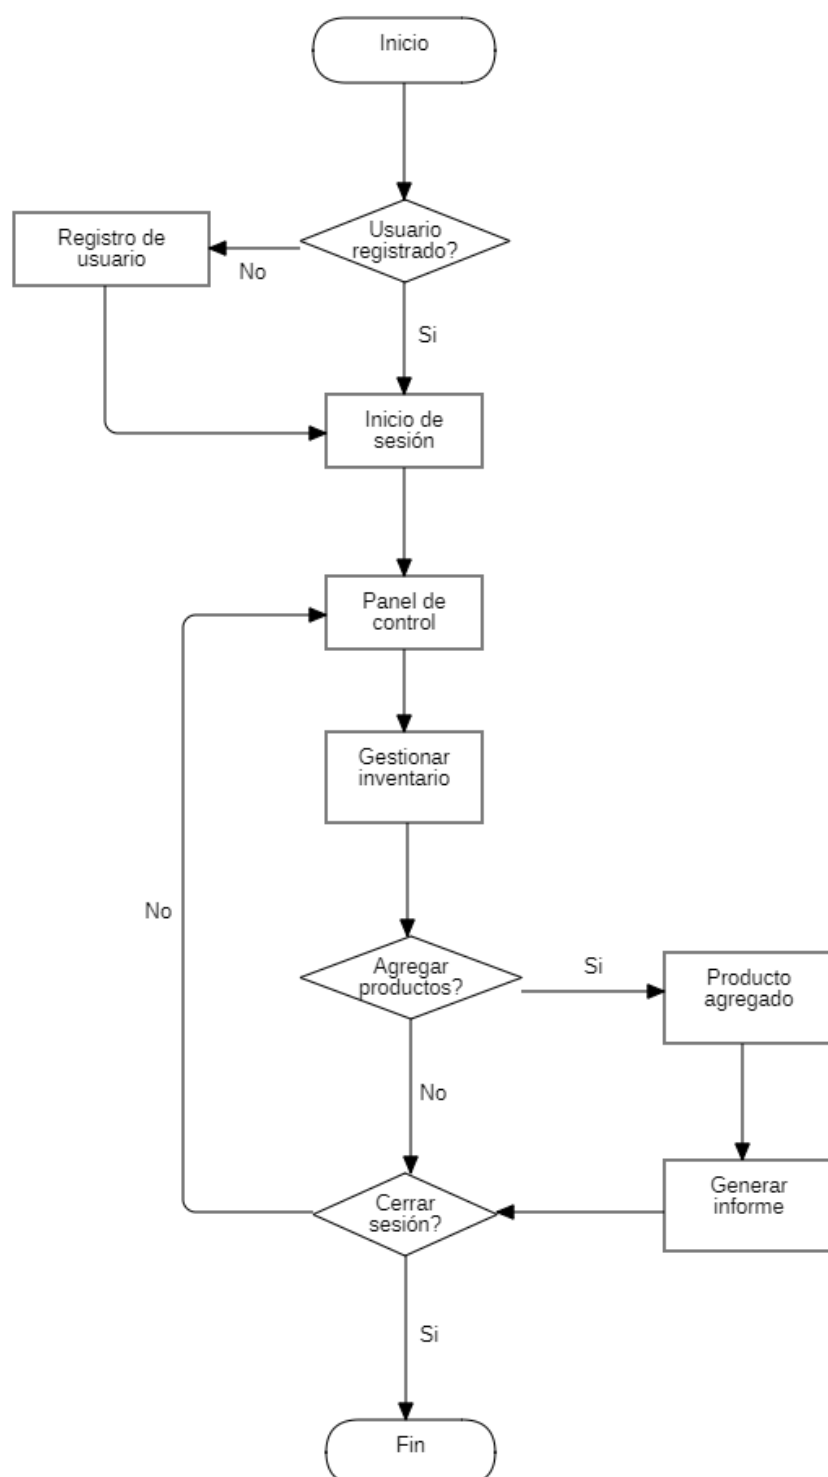 Inicio
Usuario
registrado?
Registro de
usuario
No
Si
Inicio de
sesión
Panel de
control
Gestionar
inventario
No
Agregar
productos?
Si
Producto
agregado
No
Generar
informe
Cerrar
sesión?
Si
Fin